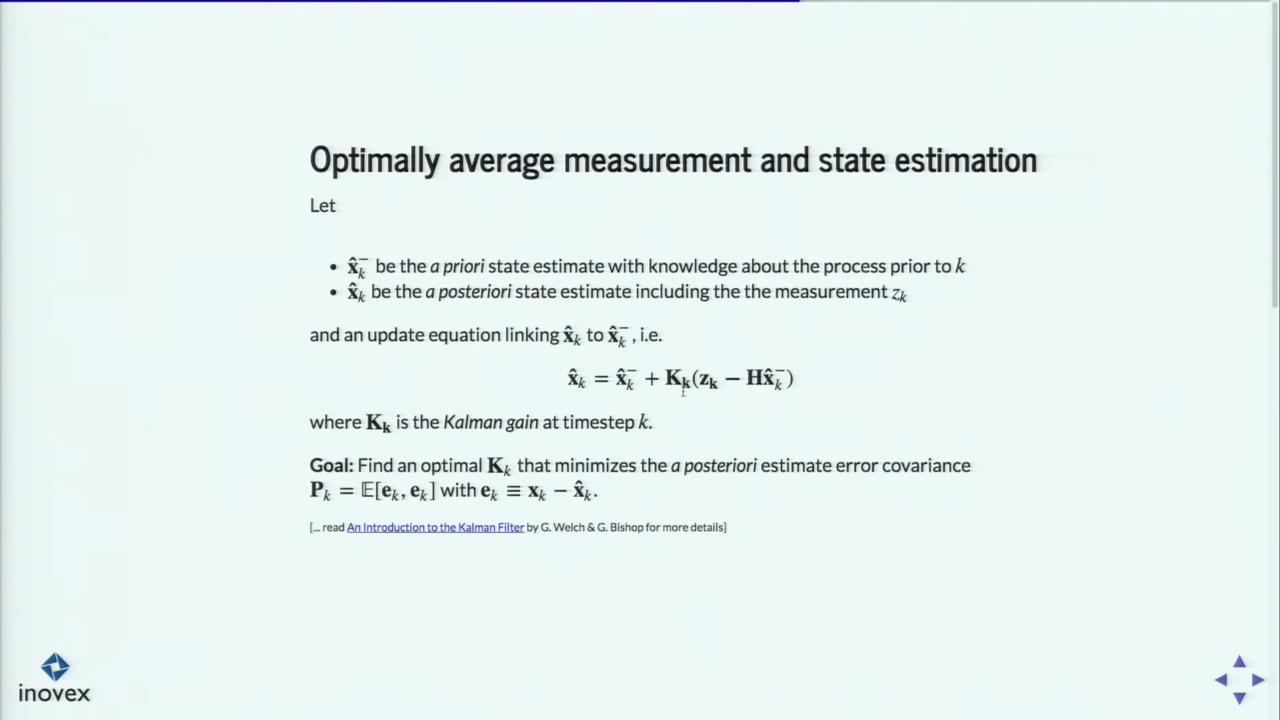 Optimally average measurement and state estimation
Let
• x̂ₖ⁻ be the a priori state estimate with knowledge about the process prior to k
• x̂ₖ be the a posteriori state estimate including the the measurement zₖ
and an update equation linking x̂ₖ to x̂ₖ⁻, i.e.
x̂ₖ = x̂ₖ⁻ + Kₖ(zₖ − Hx̂ₖ⁻)
where Kₖ is the Kalman gain at timestep k.
Goal: Find an optimal Kₖ that minimizes the a posteriori estimate error covariance
Pₖ = 𝔼[eₖ, eₖ] with eₖ ≡ xₖ − x̂ₖ.
[... read An Introduction to the Kalman Filter by G. Welch & G. Bishop for more details]
inovex